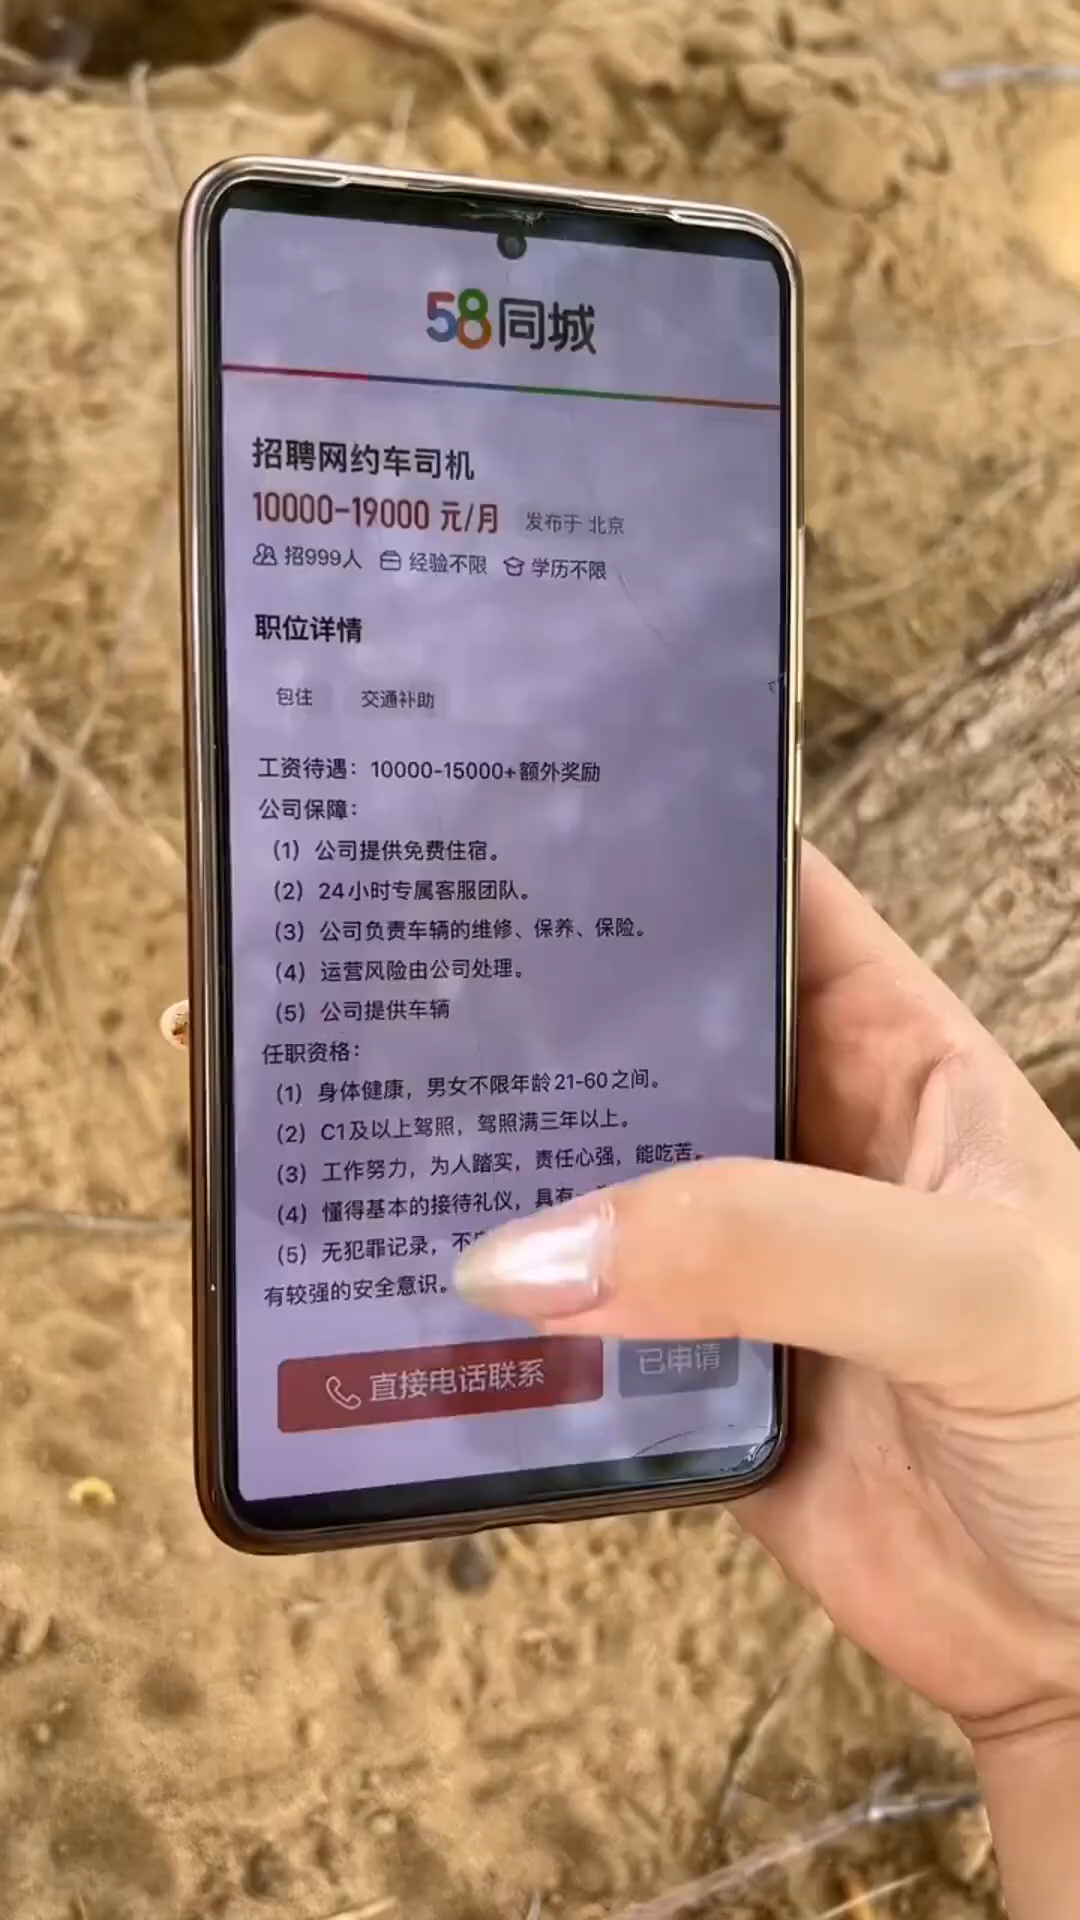 58同城
招聘网约车司机
10000-19000 元/月 发布于 北京
招999人 经验不限 学历不限
职位详情
包住 交通补助
工资待遇：10000-15000+额外奖励
公司保障：
（1）公司提供免费住宿。
（2）24小时专属客服团队。
（3）公司负责车辆的维修、保养、保险。
（4）运营风险由公司处理。
（5）公司提供车辆
任职资格：
（1）身体健康，男女不限年龄21-60之间。
（2）C1及以上驾照，驾照满三年以上。
（3）工作努力，为人踏实，责任心强，能吃苦。
（4）懂得基本的接待礼仪，具有
（5）无犯罪记录，不
有较强的安全意识。
直接电话联系 已申请